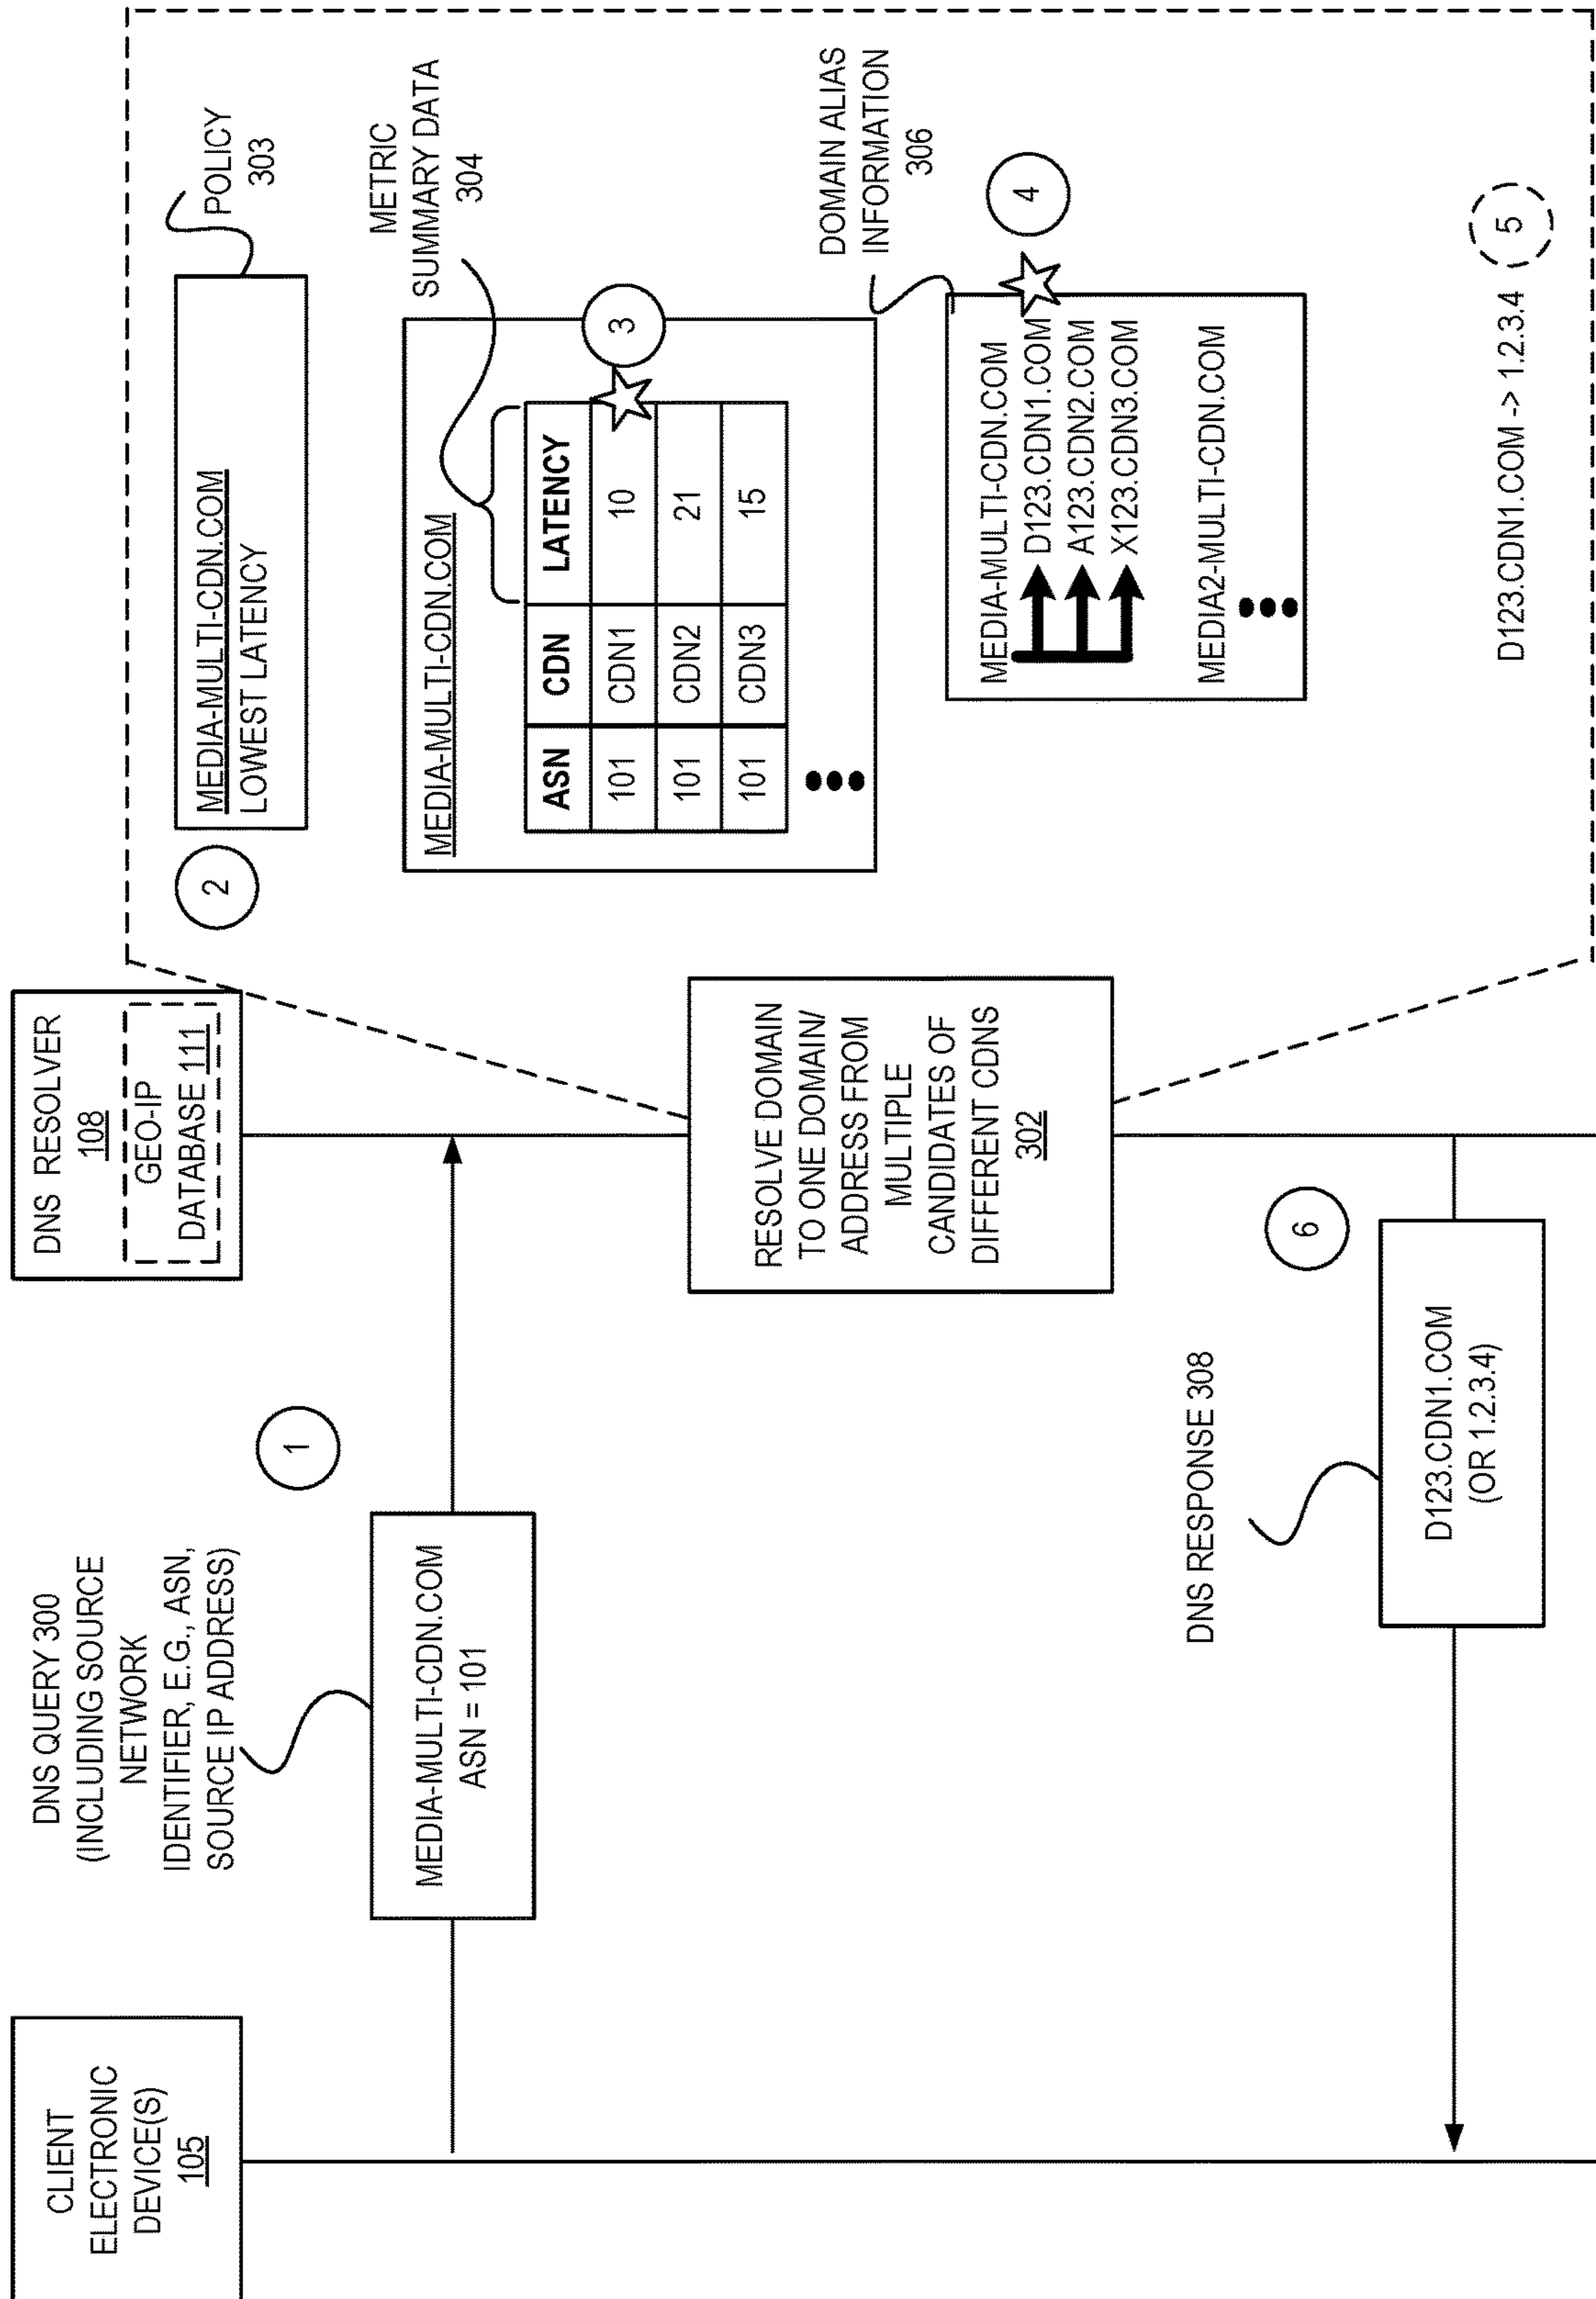 CLIENT
ELECTRONIC
DEVICE(S)
105
DNS RESOLVER
108
GEO-IP
DATABASE 111
DNS QUERY 300
(INCLUDING SOURCE
NETWORK
IDENTIFIER, E.G., ASN,
SOURCE IP ADDRESS)
1
MEDIA-MULTI-CDN.COM
ASN = 101
RESOLVE DOMAIN
TO ONE DOMAIN/
ADDRESS FROM
MULTIPLE
CANDIDATES OF
DIFFERENT CDNS
302
2
MEDIA-MULTI-CDN.COM
LOWEST LATENCY
POLICY
303
METRIC
SUMMARY DATA
304
MEDIA-MULTI-CDN.COM
ASN CDN LATENCY
101 CDN1 10
101 CDN2 21
101 CDN3 15
3
DOMAIN ALIAS
INFORMATION
306
MEDIA-MULTI-CDN.COM
D123.CDN1.COM
A123.CDN2.COM
X123.CDN3.COM
MEDIA2-MULTI-CDN.COM
4
D123.CDN1.COM -> 1.2.3.4
5
6
DNS RESPONSE 308
D123.CDN1.COM
(OR 1.2.3.4)